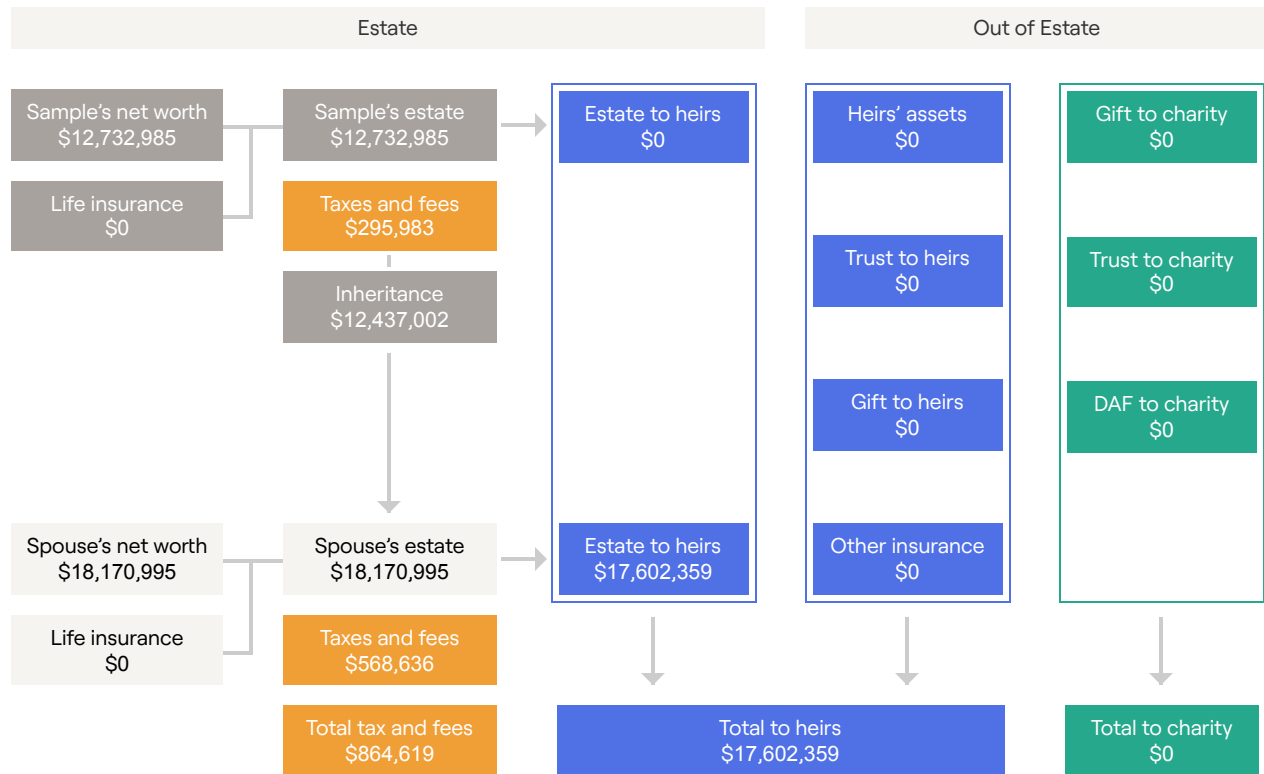 Estate
Out of Estate
Sample's net worth
$12,732,985
Sample's estate
$12,732,985
Estate to heirs
$0
Heirs' assets
$0
Gift to charity
$0
Life insurance
$0
Taxes and fees
$295,983
Trust to heirs
$0
Trust to charity
$0
Inheritance
$12,437,002
Gift to heirs
$0
DAF to charity
$0
Spouse's net worth
$18,170,995
Spouse's estate
$18,170,995
Estate to heirs
$17,602,359
Other insurance
$0
Life insurance
$0
Taxes and fees
$568,636
Total tax and fees
$864,619
Total to heirs
$17,602,359
Total to charity
$0